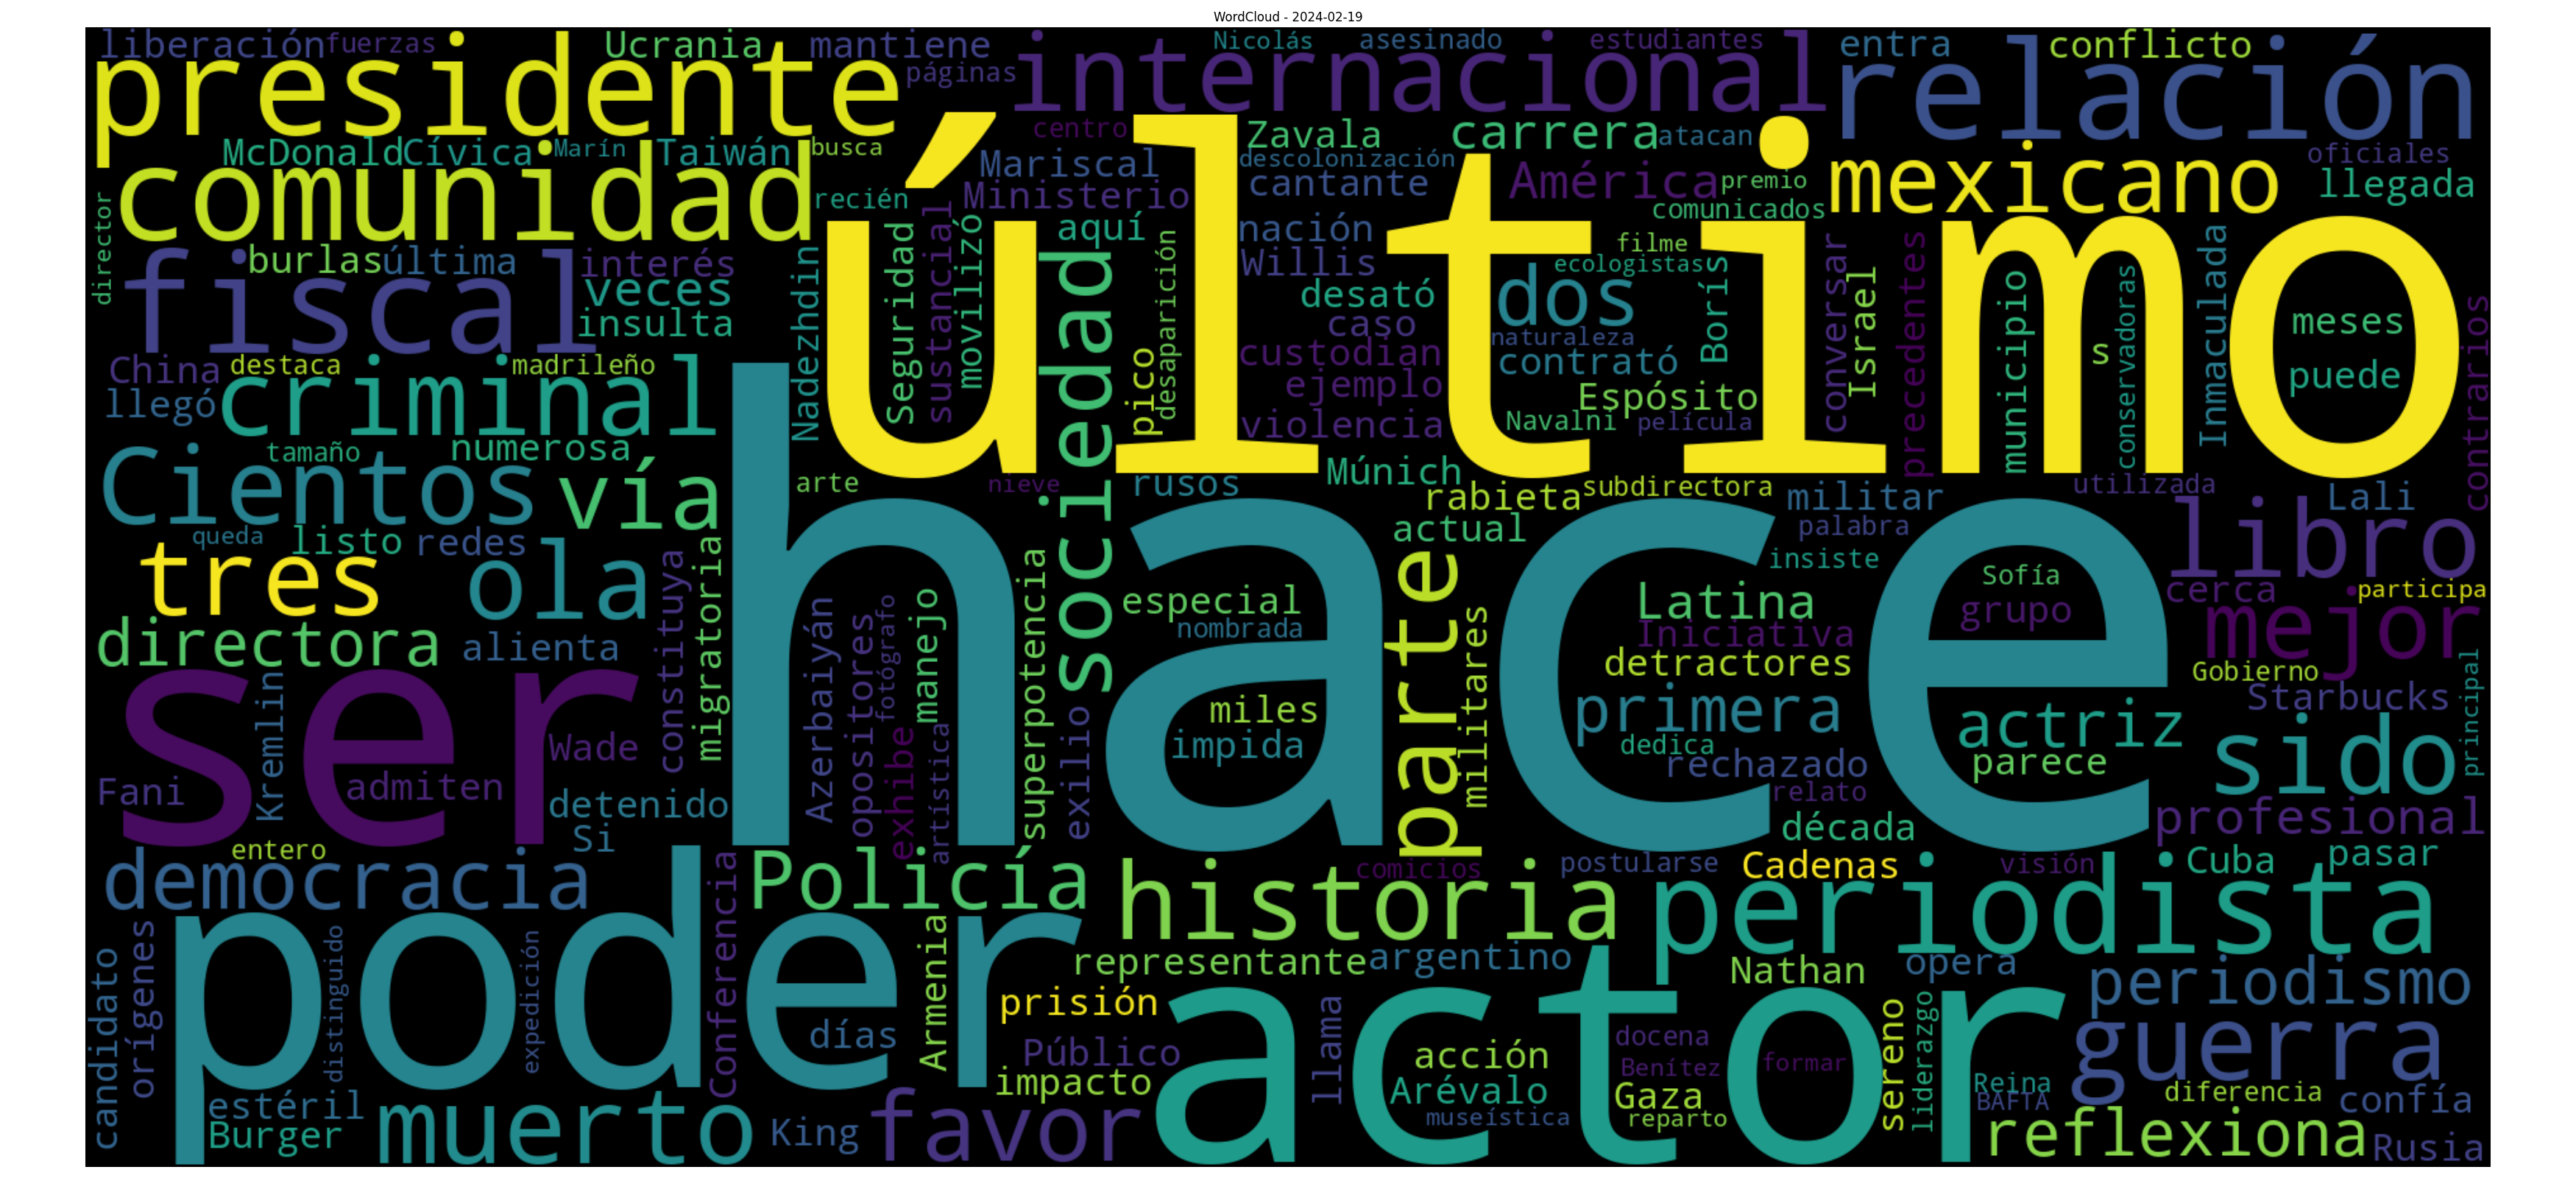 WordCloud - 2024-02-19
liberación fuerzas Ucrania mantiene Nicolás asesinado estudiantes entra conflicto
presidente páginas internacional relación
McDonald Cívica Marín Taiwán busca centro Zavala carrera atacan oficiales
comunidad recién Mariscal Ministerio descolonización cantante América premio mexicano llegada
director último Seguridad sustancial movilizó aquí nación comunicados
fiscal burlas última interés veces insulta Nadezhdin sociedad desaparición Willis filme ecologistas
desató dos Borís conversar Israel precedentes municipio conservadoras Inmaculada meses contrarios
China destaca madrileño pico caso naturaleza s
llegó criminal custodian contrató puede
ejemplo Espósito
tamaño numerosa violencia Navalni película
Cientos vía arte nieve rusos Múnich rabieta subdirectora militar utilizada Lali
queda listo redes actual palabra libro
tres ola constituya migratoria hace parte insiste
superpotencia especial nombrada Latina Sofía cerca participa
directora alienta Azerbaiyán opositores fotógrafo manejo Iniciativa grupo mejor
ser Kremlin exhibe artística exilio miles militares detractores Gobierno
Wade impida primera actriz Starbucks principal
Fani admiten dedica rechazado parece sido
detenido relato profesional
Si década
entero comicios postularse Cadenas visión Cuba pasar
democracia Conferencia Policía historia periodista
candidato orígenes distinguido expedición poder Armenia representante argentino Nathan opera periodismo
prisión actor sereno liderazgo guerra
días Público llama acción docena
impacto Arévalo Benítez formar Gaza Reina
estéril museística reparto BAFTA diferencia confía
Burger muerto King favor reflexiona Rusia